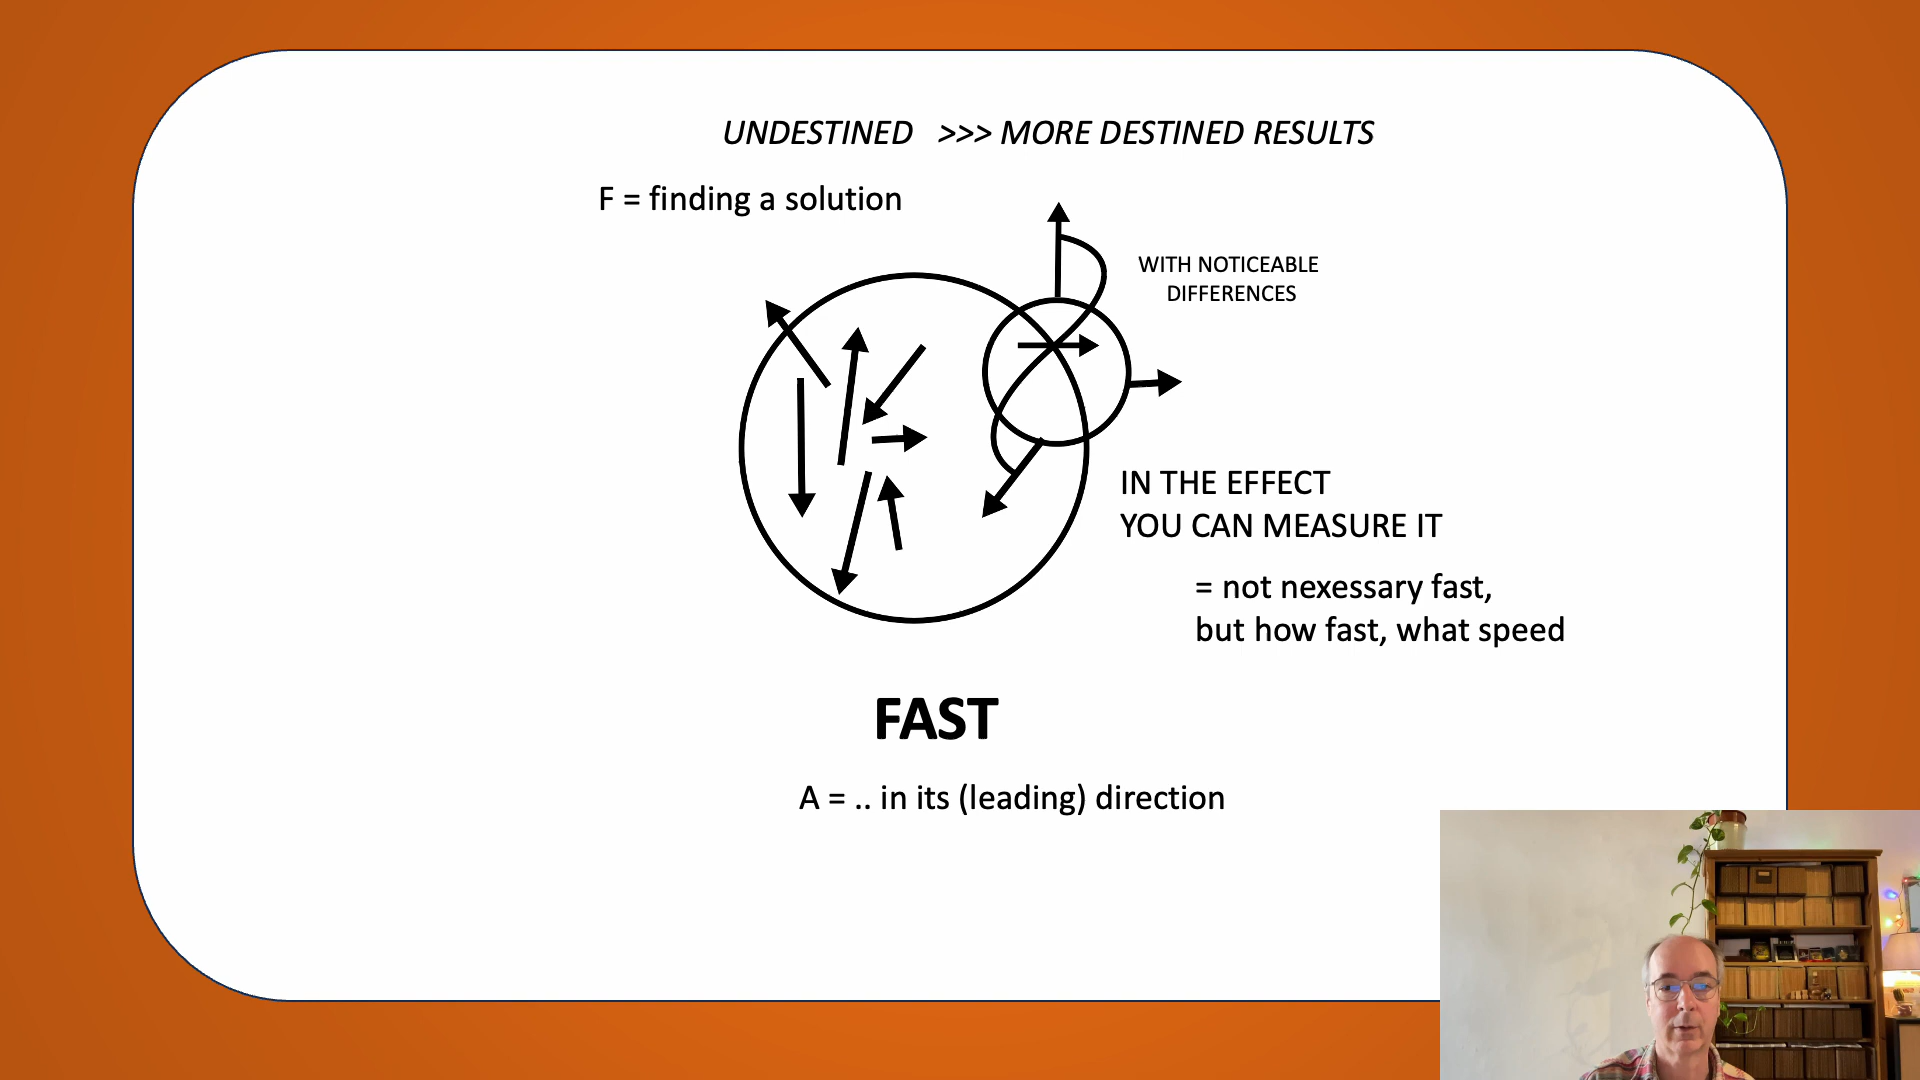 UNDESTINED >>> MORE DESTINED RESULTS
F = finding a solution
WITH NOTICEABLE
DIFFERENCES
IN THE EFFECT
YOU CAN MEASURE IT
= not nexessary fast,
but how fast, what speed
FAST
A = .. in its (leading) direction